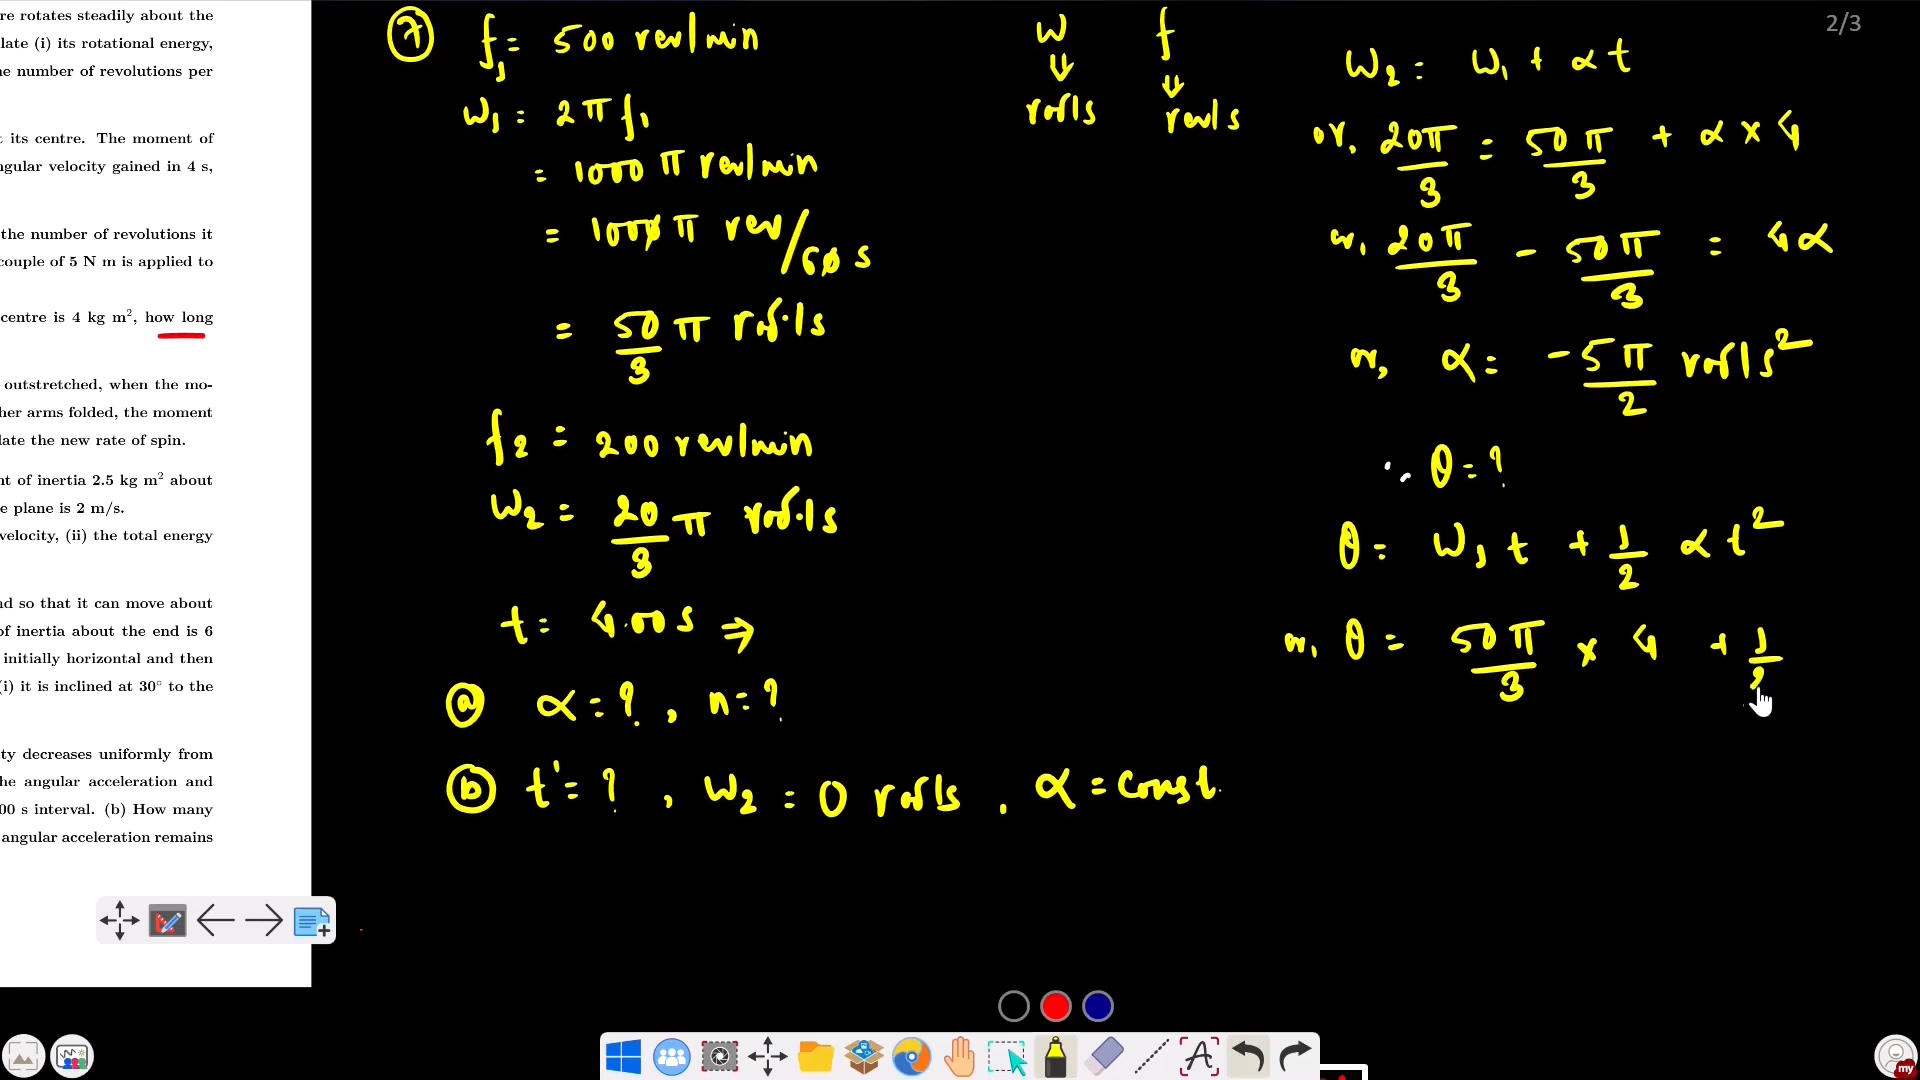 re rotates steadily about the
late (i) its rotational energy,
e number of revolutions per
t its centre. The moment of
ngular velocity gained in 4 s,
the number of revolutions it
couple of 5 N m is applied to
centre is 4 kg m², how long
outstretched, when the mo-
her arms folded, the moment
late the new rate of spin.
nt of inertia 2.5 kg m² about
e plane is 2 m/s.
velocity, (ii) the total energy
nd so that it can move about
of inertia about the end is 6
initially horizontal and then
i) it is inclined at 30° to the
ty decreases uniformly from
he angular acceleration and
00 s interval. (b) How many
angular acceleration remains
⑦ f₁ = 500 rev/min
ω₁ = 2πf₁
= 1000 π rev/min
= 1000 π rev/60 s
= 50/3 π rad/s
f₂ = 200 rev/min
ω₂ = 20/3 π rad/s
t = 4.00 s ⇒
ⓐ α = ?, n = ?
ⓑ t' = ?, ω₂ = 0 rad/s, α = const.
ω f
⇓ ⇓
rad/s rev/s
2/3
ω₂ = ω₁ + αt
or, 20π/3 = 50π/3 + α × 4
or, 20π/3 - 50π/3 = 4α
or, α = -5π/2 rad/s²
∵ θ = ?
θ = ω₁t + 1/2 αt²
or, θ = 50π/3 × 4 + 1/2
my